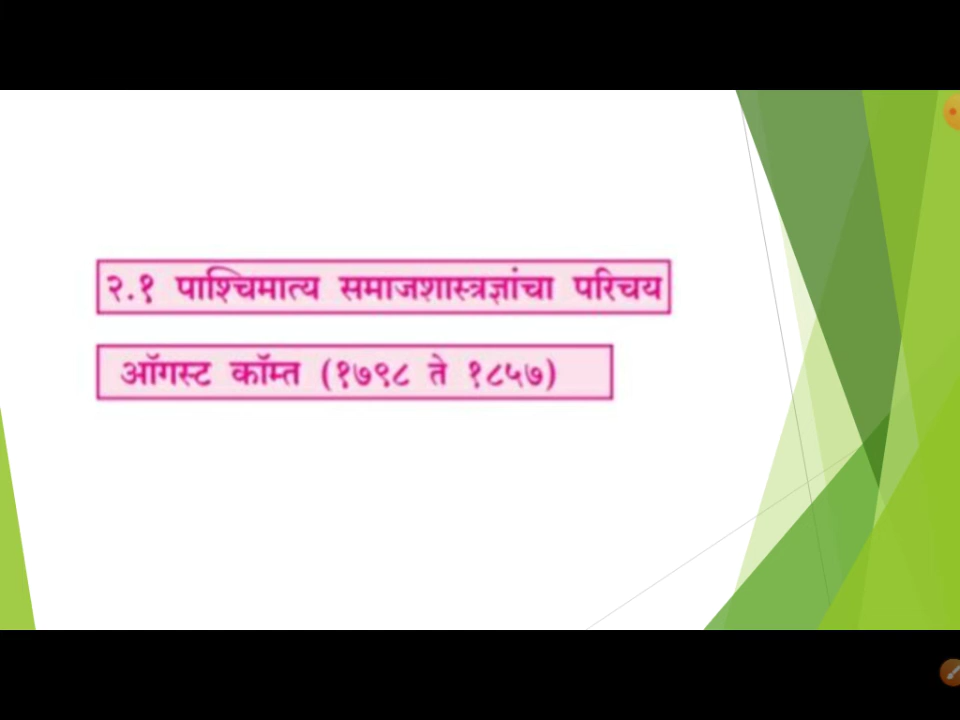 २.१ पाश्चिमात्य समाजशास्त्रज्ञांचा परिचय
ऑगस्ट कॉम्त (१७९८ ते १८५७)